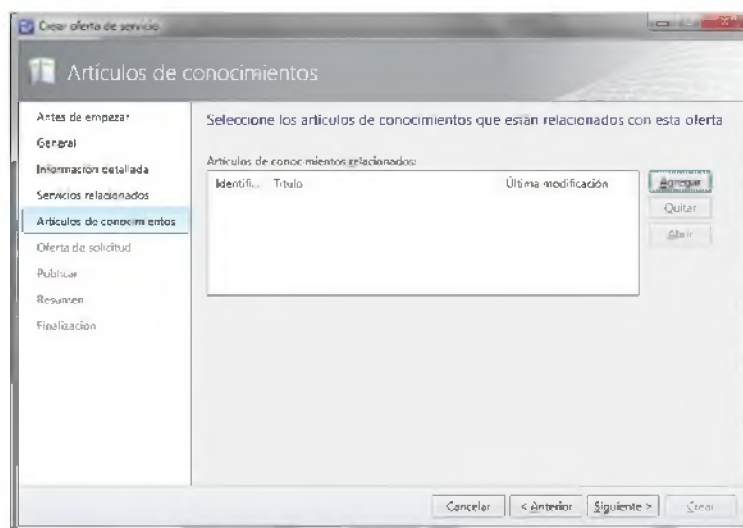 Crear oferta de servicio
Artículos de conocimientos
Antes de empezar
General
Información detallada
Servicios relacionados
Artículos de conocimientos
Oferta de solicitud
Publicar
Resumen
Finalización
Seleccione los artículos de conocimientos que están relacionados con esta oferta
Artículos de conocimientos relacionados:
Identifi... Título Última modificación
Agregar
Quitar
Abrir
Cancelar < Anterior Siguiente > Crear